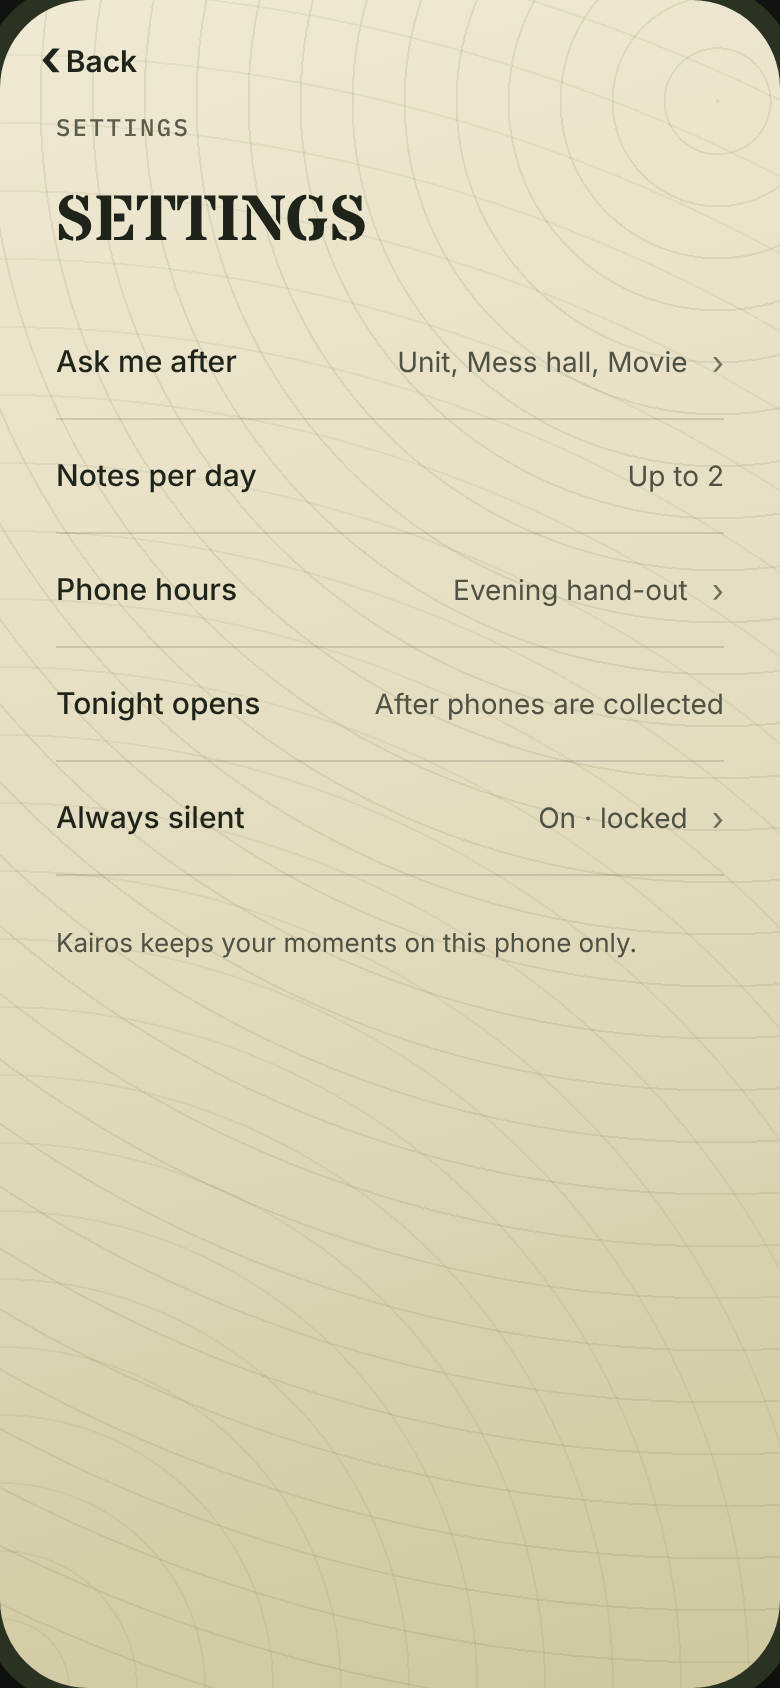 Back
SETTINGS
SETTINGS
Ask me after Unit, Mess hall, Movie ›
Notes per day Up to 2
Phone hours Evening hand-out ›
Tonight opens After phones are collected
Always silent On · locked ›
Kairos keeps your moments on this phone only.